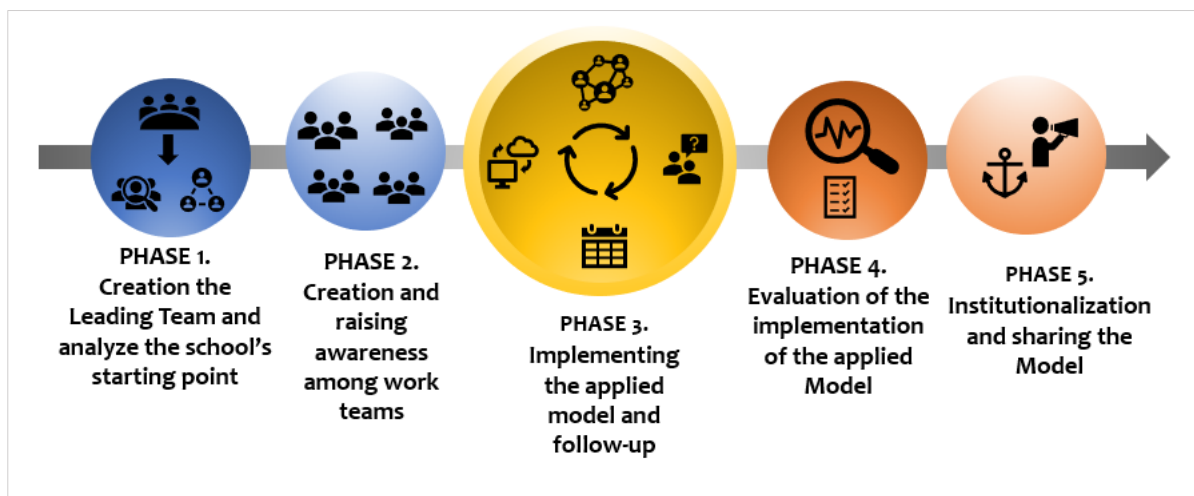 PHASE 1.
Creation the
Leading Team and
analyze the school's
starting point
PHASE 2.
Creation and
raising
awareness
among work
teams
?
PHASE 3.
Implementing
the applied
model and
follow-up
PHASE 4.
Evaluation of the
implementation
of the applied
Model
PHASE 5.
Institutionalization
and sharing the
Model